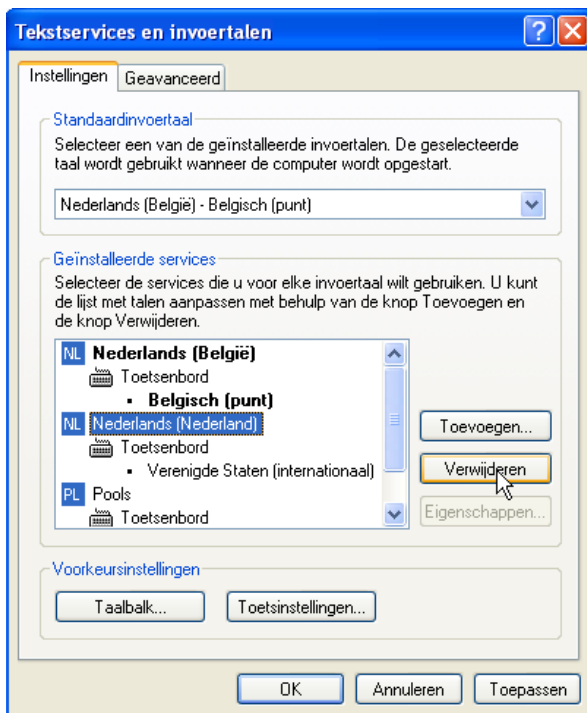 Tekstservices en invoertalen
Instellingen
Geavanceerd
Standaardinvoertaal
Selecteer een van de geïnstalleerde invoertalen. De geselecteerde
taal wordt gebruikt wanneer de computer wordt opgestart.
Nederlands (België) - Belgisch (punt)
Geïnstalleerde services
Selecteer de services die u voor elke invoertaal wilt gebruiken. U kunt
de lijst met talen aanpassen met behulp van de knop Toevoegen en
de knop Verwijderen.
NL Nederlands (België)
Toetsenbord
• Belgisch (punt)
NL Nederlands (Nederland)
Toetsenbord
• Verenigde Staten (internationaal)
PL Pools
Toetsenbord
Toevoegen...
Verwijderen
Eigenschappen...
Voorkeursinstellingen
Taalbalk...
Toetsinstellingen...
OK
Annuleren
Toepassen